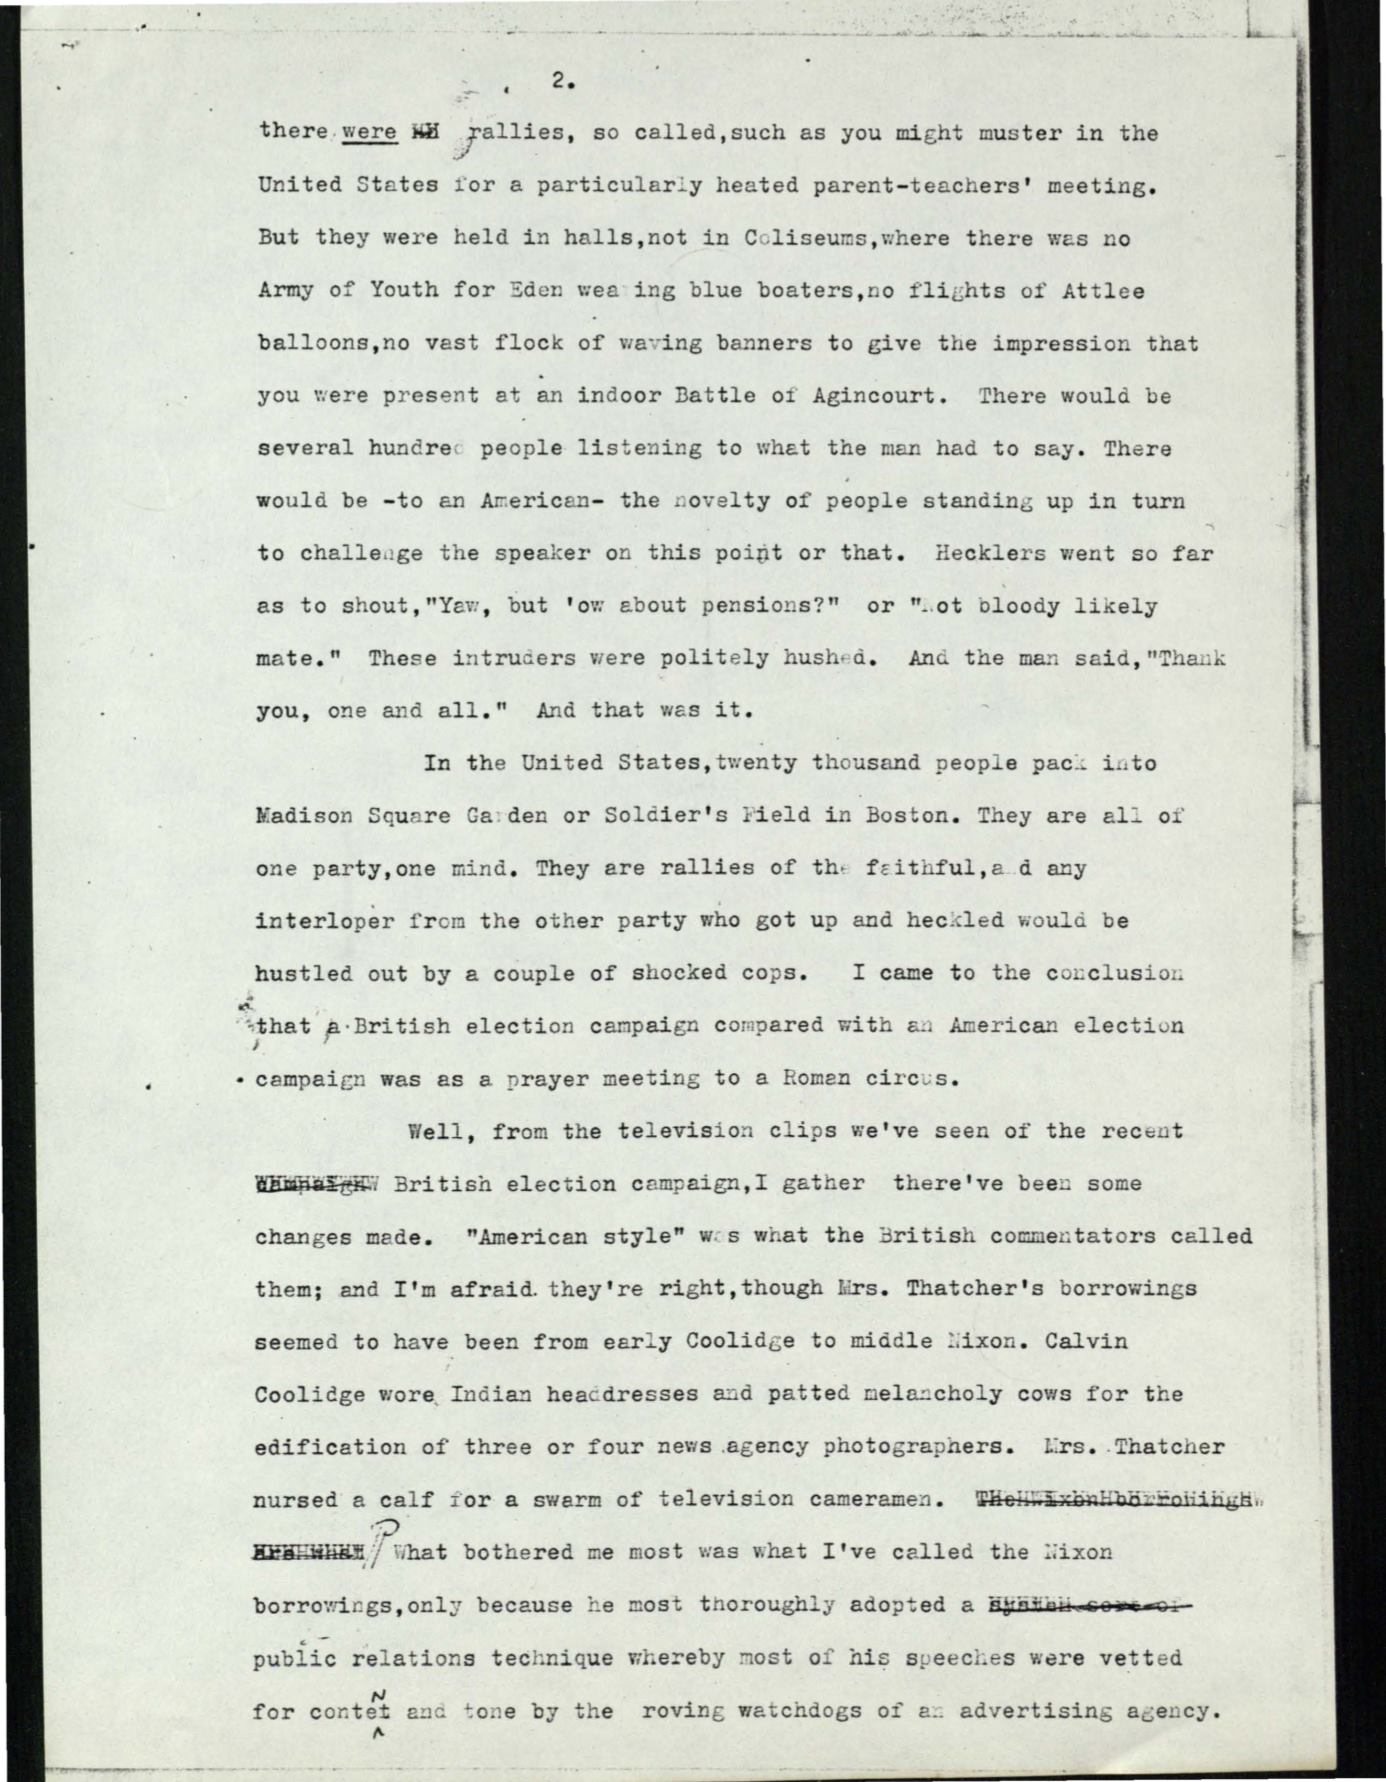 2.
there were rallies, so called,such as you might muster in the
United States for a particularly heated parent-teachers' meeting.
But they were held in halls,not in Coliseums,where there was no
Army of Youth for Eden wea ing blue boaters,no flights of Attlee
balloons,no vast flock of waving banners to give the impression that
you were present at an indoor Battle of Agincourt. There would be
several hundred people listening to what the man had to say. There
would be -to an American- the novelty of people standing up in turn
to challenge the speaker on this point or that. Hecklers went so far
as to shout,"Yaw, but 'ow about pensions?" or "Not bloody likely
mate." These intruders were politely hushed. And the man said,"Thank
you, one and all." And that was it.
In the United States,twenty thousand people pack into
Madison Square Garden or Soldier's Field in Boston. They are all of
one party,one mind. They are rallies of the faithful,a d any
interloper from the other party who got up and heckled would be
hustled out by a couple of shocked cops. I came to the conclusion
that a British election campaign compared with an American election
campaign was as a prayer meeting to a Roman circus.
Well, from the television clips we've seen of the recent
campaign British election campaign,I gather there've been some
changes made. "American style" was what the British commentators called
them; and I'm afraid they're right,though Mrs. Thatcher's borrowings
seemed to have been from early Coolidge to middle Nixon. Calvin
Coolidge wore Indian headdresses and patted melancholy cows for the
edification of three or four news agency photographers. Mrs. Thatcher
nursed a calf for a swarm of television cameramen. The Nixon borrowing
What bothered me most was what I've called the Nixon
borrowings,only because he most thoroughly adopted a system sort of
public relations technique whereby most of his speeches were vetted
for conteNt and tone by the roving watchdogs of an advertising agency.